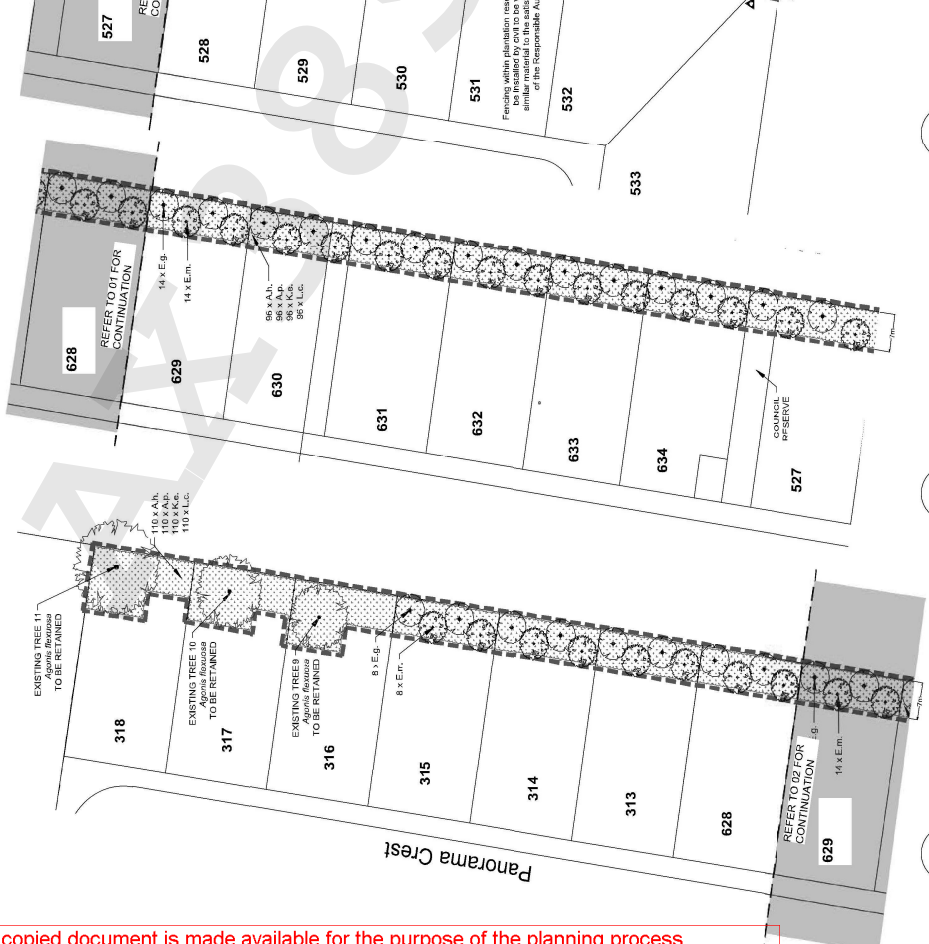 527
528
529
530
531
532
533
Fencing within plantation
be installed by civil to be
similar material to the
of the Responsible
628
REFER TO 01 FOR
CONTINUATION
14 x E.g.
14 x E.m.
96 x A.h.
96 x A.p.
96 x K.e.
96 x L.c.
629
630
631
632
633
634
COUNCIL
RESERVE
527
7m
EXISTING TREE 11
Agonis flexuosa
TO BE RETAINED
110 x A.h.
110 x A.p.
110 x K.e.
110 x L.c.
EXISTING TREE 10
Agonis flexuosa
TO BE RETAINED
EXISTING TREE 9
Agonis flexuosa
TO BE RETAINED
8 x E.g.
8 x E.m.
318
317
316
315
314
313
628
REFER TO 02 FOR
CONTINUATION
629
14 x E.m.
7m
Panorama Crest
copied document is made available for the purpose of the planning process